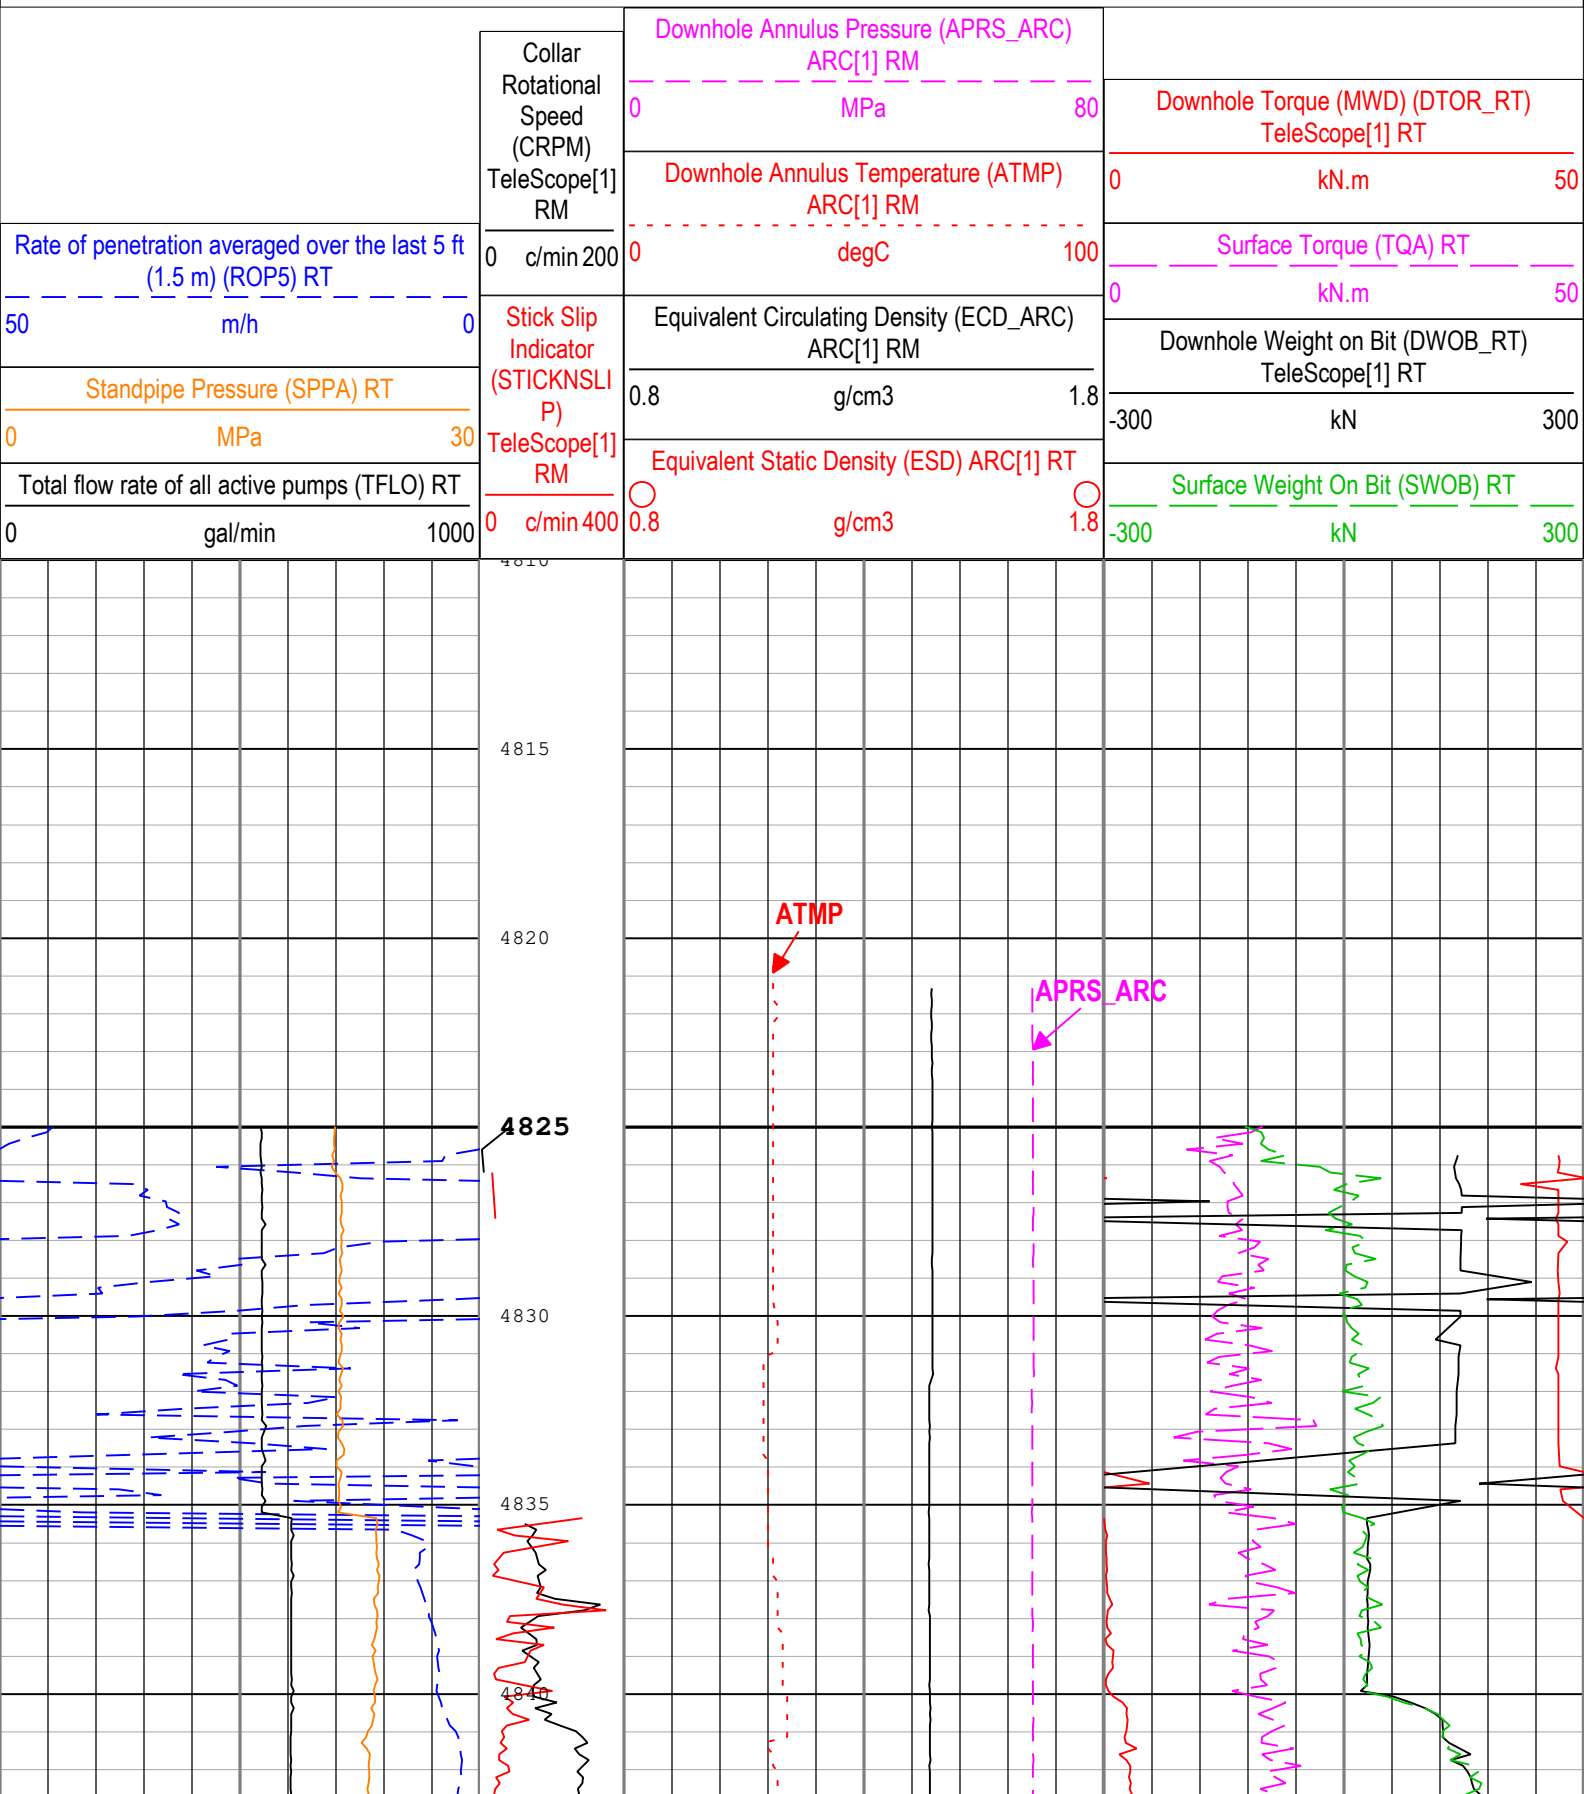 Rate of penetration averaged over the last 5 ft
(1.5 m) (ROP5) RT
50 m/h 0
Standpipe Pressure (SPPA) RT
0 MPa 30
Total flow rate of all active pumps (TFLO) RT
0 gal/min 1000
Collar
Rotational
Speed
(CRPM)
TeleScope[1]
RM
0 c/min 200
Stick Slip
Indicator
(STICKNSLI
P)
TeleScope[1]
RM
0 c/min 400
Downhole Annulus Pressure (APRS_ARC)
ARC[1] RM
0 MPa 80
Downhole Annulus Temperature (ATMP)
ARC[1] RM
0 degC 100
Equivalent Circulating Density (ECD_ARC)
ARC[1] RM
0.8 g/cm3 1.8
Equivalent Static Density (ESD) ARC[1] RT
0.8 g/cm3 1.8
Downhole Torque (MWD) (DTOR_RT)
TeleScope[1] RT
0 kN.m 50
Surface Torque (TQA) RT
0 kN.m 50
Downhole Weight on Bit (DWOB_RT)
TeleScope[1] RT
-300 kN 300
Surface Weight On Bit (SWOB) RT
-300 kN 300
4810
4815
ATMP
4820
APRS_ARC
4825
4830
4835
4840